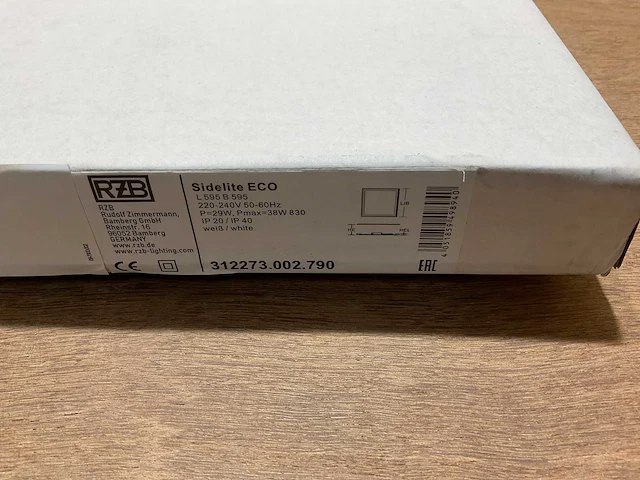 RZB
RZB
Rudolf Zimmermann,
Bamberg GmbH
Rheinstr. 16
96052 Bamberg
GERMANY
www.rzb.de
www.rzb-lighting.com
CE
Sidelite ECO
L 595 B 595
220-240V 50-60Hz
P=29W, Pmax=38W 830
IP 20 / IP 40
weiß / white
312273.002.790
L/B
EAC
4051859498940